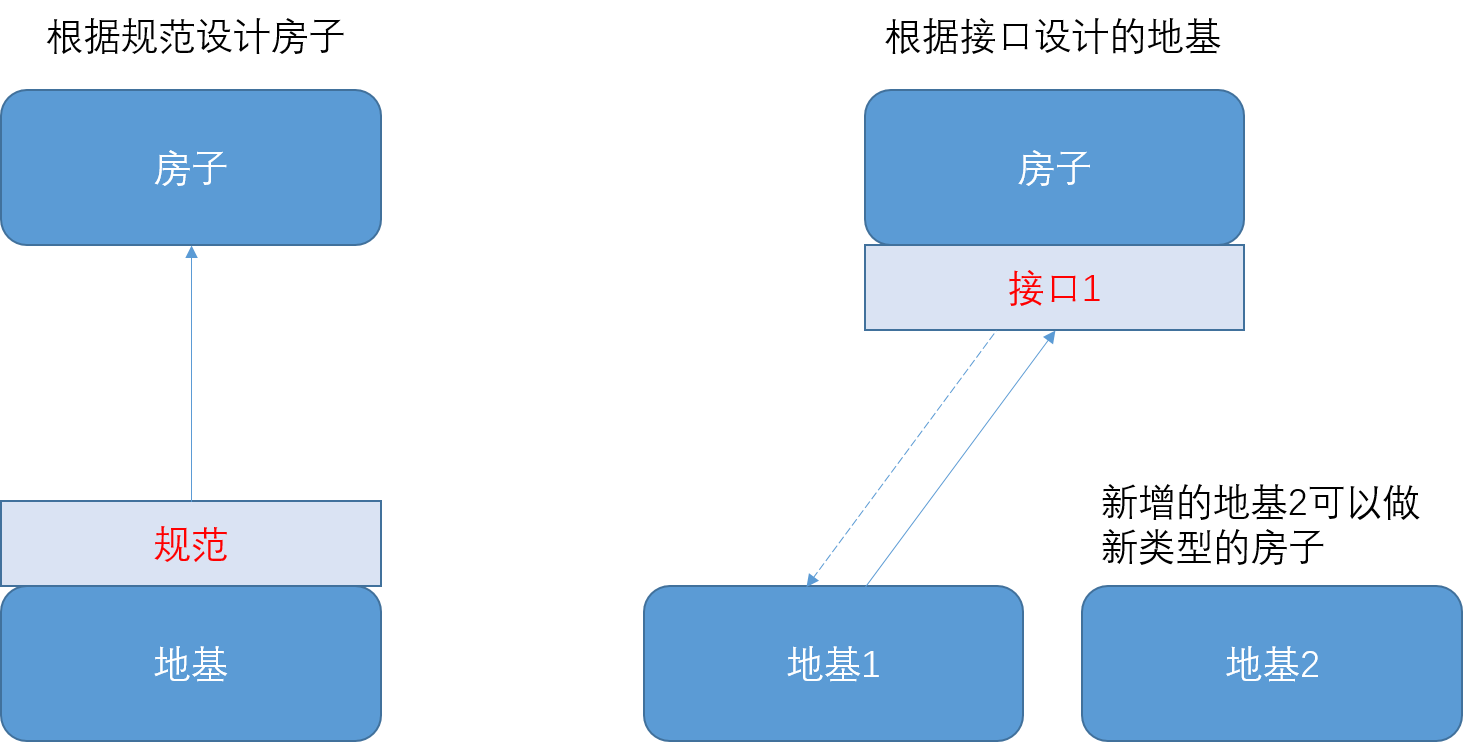 根据规范设计房子
根据接口设计的地基
房子
房子
接口1
新增的地基2可以做
新类型的房子
规范
地基
地基1
地基2